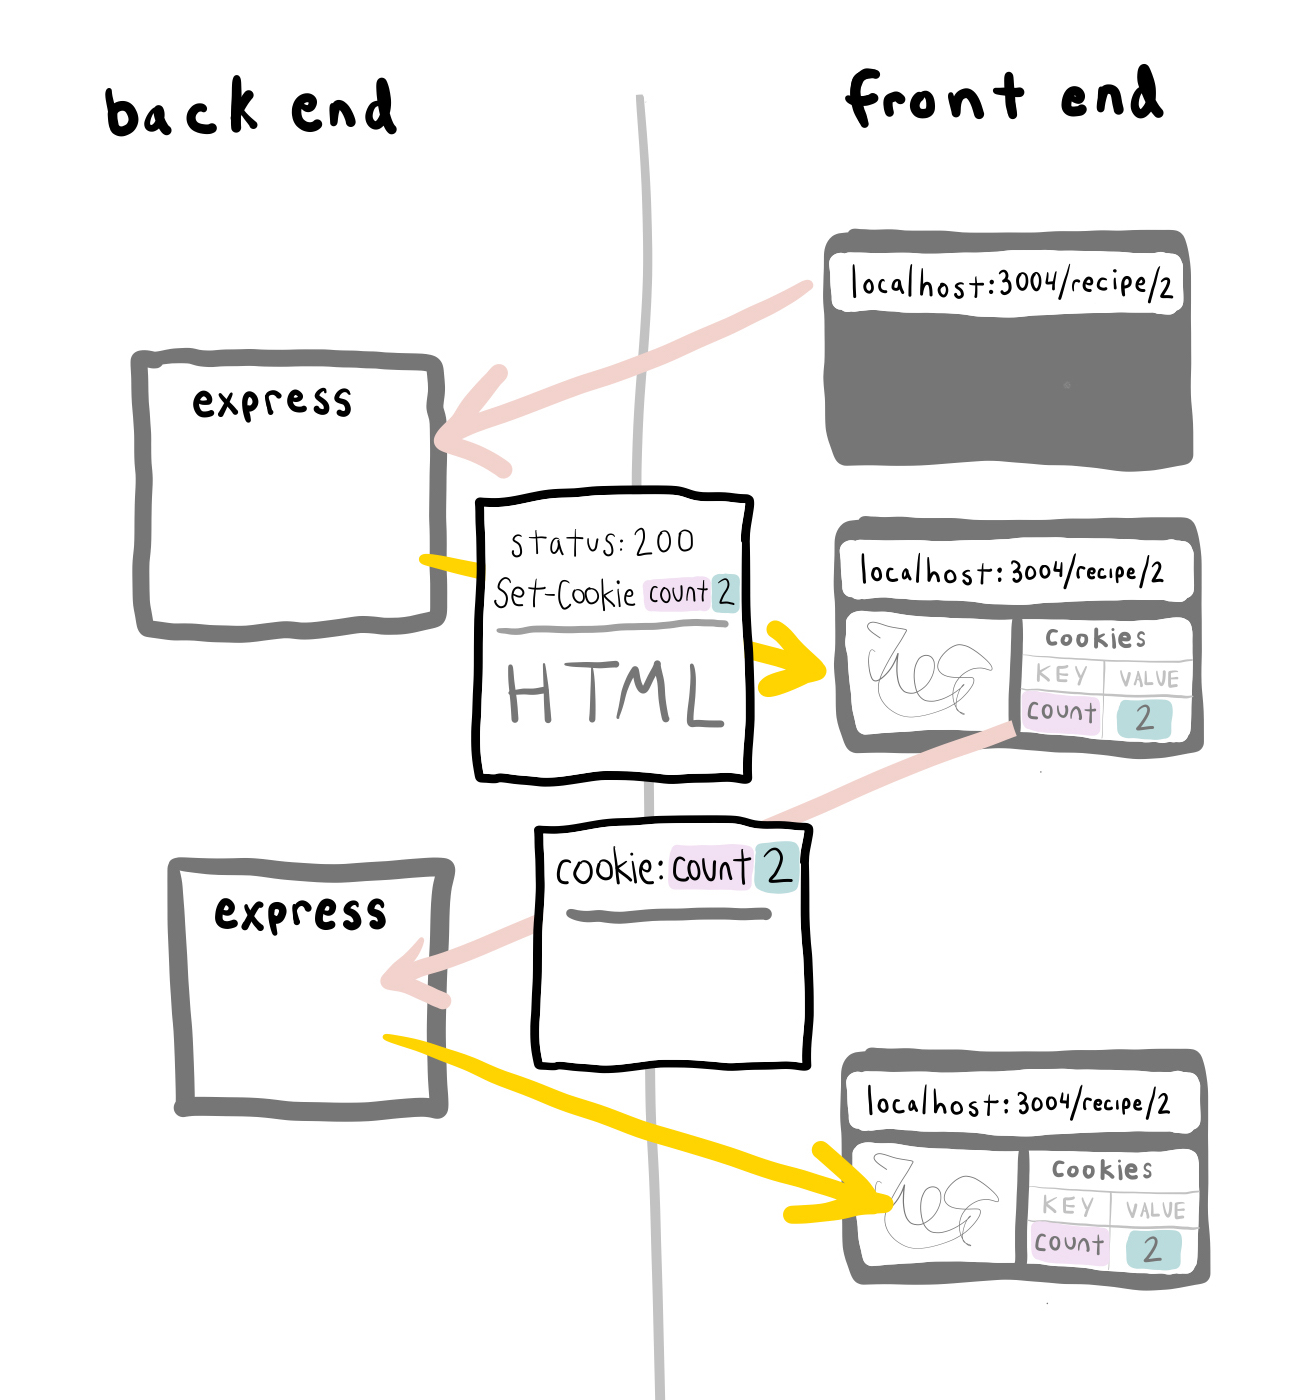 back end
front end
localhost:3004/recipe/2
express
status: 200
Set-Cookie count 2
HTML
localhost: 3004/recipe/2
Cookies
KEY VALUE
count 2
cookie: count 2
express
localhost: 3004/recipe/2
Cookies
KEY VALUE
count 2